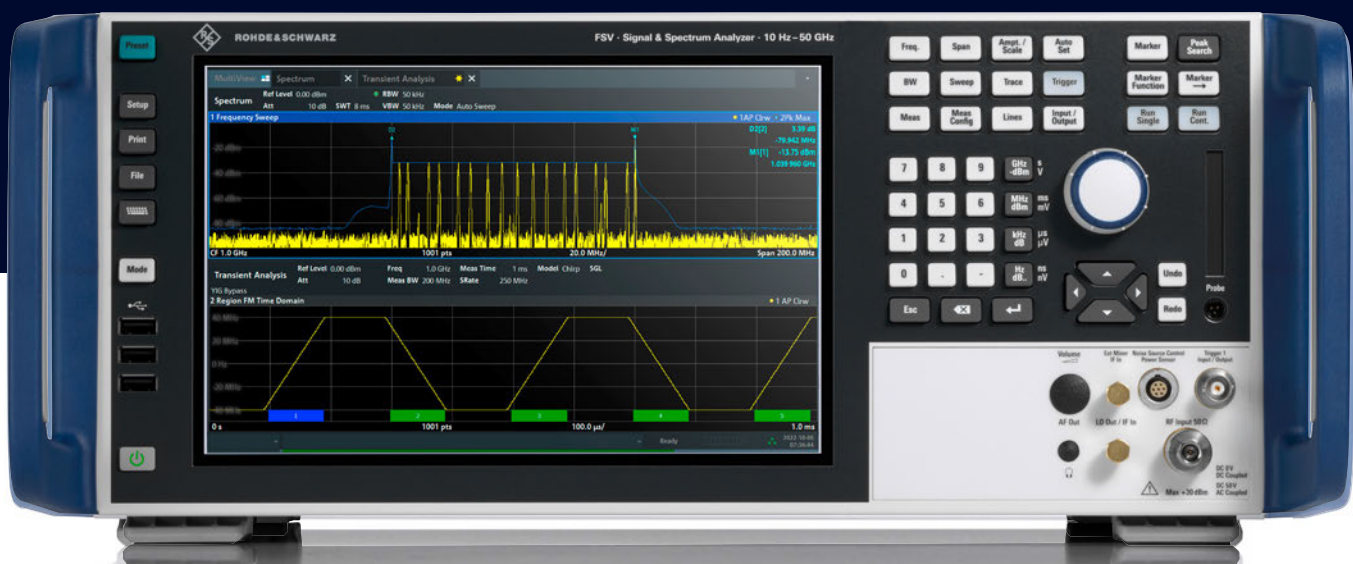 Preset
ROHDE&SCHWARZ
FSV · Signal & Spectrum Analyzer · 10 Hz – 50 GHz
MultiView Spectrum X Transient Analysis X
Spectrum
Ref Level 0.00 dBm RBW 50 kHz
Att 10 dB SWT 8 ms VBW 50 kHz Mode Auto Sweep
1 Frequency Sweep 1AP Clrw 2Pk Max
D2[2] 3.59 dB
-79.942 MHz
M1[1] -13.75 dBm
1.039 960 GHz
D2
M1
-20 dBm
-40 dBm
-60 dBm
-80 dBm
CF 1.0 GHz 1001 pts 20.0 MHz/ Span 200.0 MHz
Transient Analysis
Ref Level 0.00 dBm Freq 1.0 GHz Meas Time 1 ms Model Chirp SGL
Att 10 dB Meas BW 200 MHz SRate 250 MHz
YIG Bypass
2 Region FM Time Domain 1 AP Clrw
40 MHz
20 MHz
0 Hz
-20 MHz
-40 MHz
1 2 3 4 5
0 s 1001 pts 100.0 µs/ 1.0 ms
Ready
Setup
Print
File
Mode
Freq. Span Ampt. / Scale Auto Set Marker Peak Search
BW Sweep Trace Trigger Marker Function Marker →
Meas Meas Config Lines Input / Output Run Single Run Cont.
7 8 9 GHz -dBm s V
4 5 6 MHz dBm ms mV
1 2 3 kHz dB µs µV
0 . - Hz dB.. ns nV
Esc
Undo
Redo
Probe
Volume
Ext Mixer IF In
Noise Source Control Power Sensor
Trigger 1 Input / Output
AF Out LO Out / IF In RF Input 50 Ω
DC 0 V
DC Coupled
DC 50 V
AC Coupled
Max +30 dBm